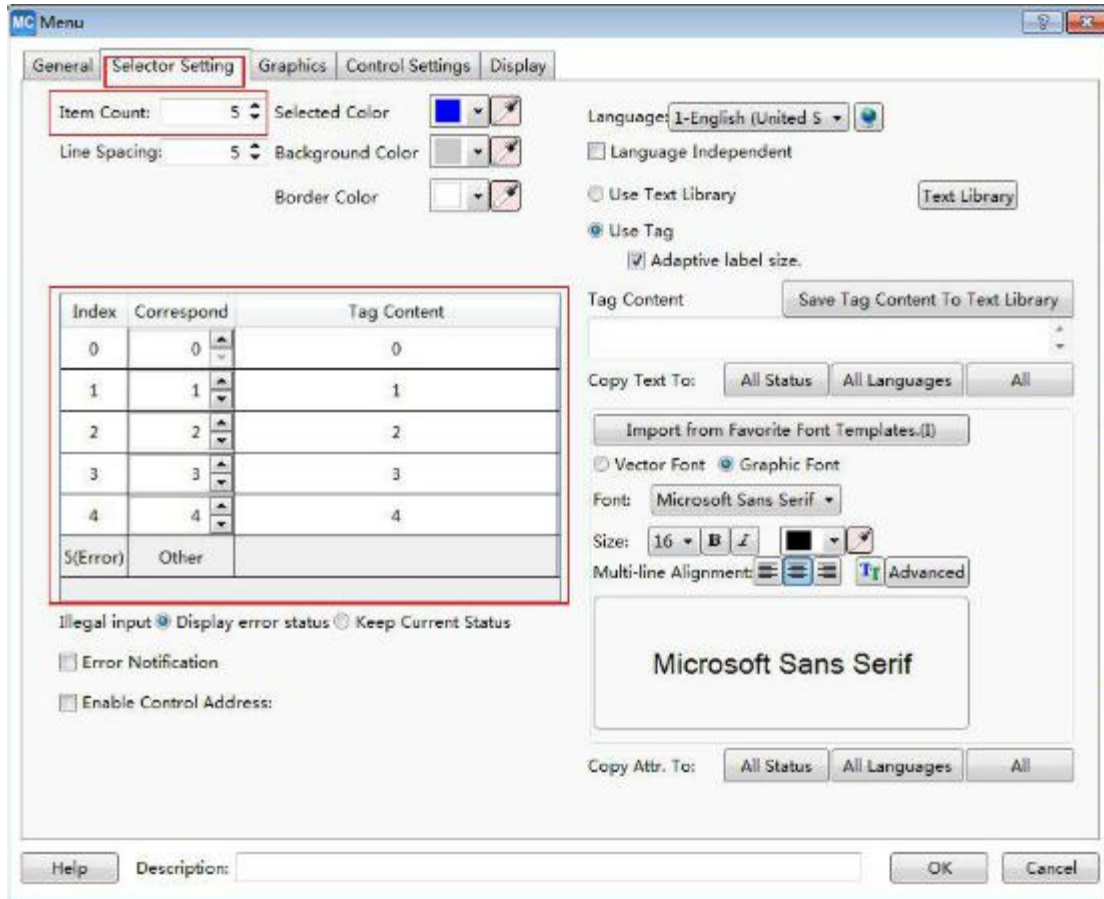 MC Menu
General Selector Setting Graphics Control Settings Display
Item Count: 5 Selected Color
Line Spacing: 5 Background Color
Border Color
Language: 1-English (United S
Language Independent
Use Text Library Text Library
Use Tag
Adaptive label size.
Index Correspond Tag Content
0 0 0
1 1 1
2 2 2
3 3 3
4 4 4
5(Error) Other
Illegal input Display error status Keep Current Status
Error Notification
Enable Control Address:
Tag Content Save Tag Content To Text Library
Copy Text To: All Status All Languages All
Import from Favorite Font Templates.(I)
Vector Font Graphic Font
Font: Microsoft Sans Serif
Size: 16 B I
Multi-line Alignment: TT Advanced
Microsoft Sans Serif
Copy Attr. To: All Status All Languages All
Help Description: OK Cancel